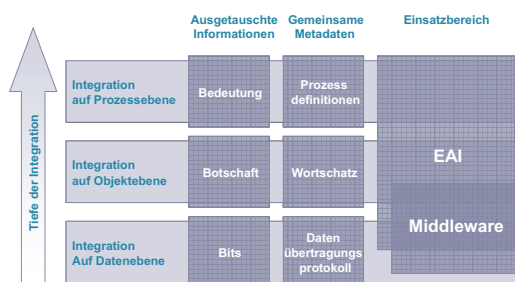 Ausgetauschte
Informationen
Gemeinsame
Metadaten
Einsatzbereich
Tiefe der Integration
Integration
auf Prozessebene
Bedeutung
Prozess
definitionen
Integration
auf Objektebene
Botschaft
Wortschatz
EAI
Middleware
Integration
Auf Datenebene
Bits
Daten
übertragungs
protokoll